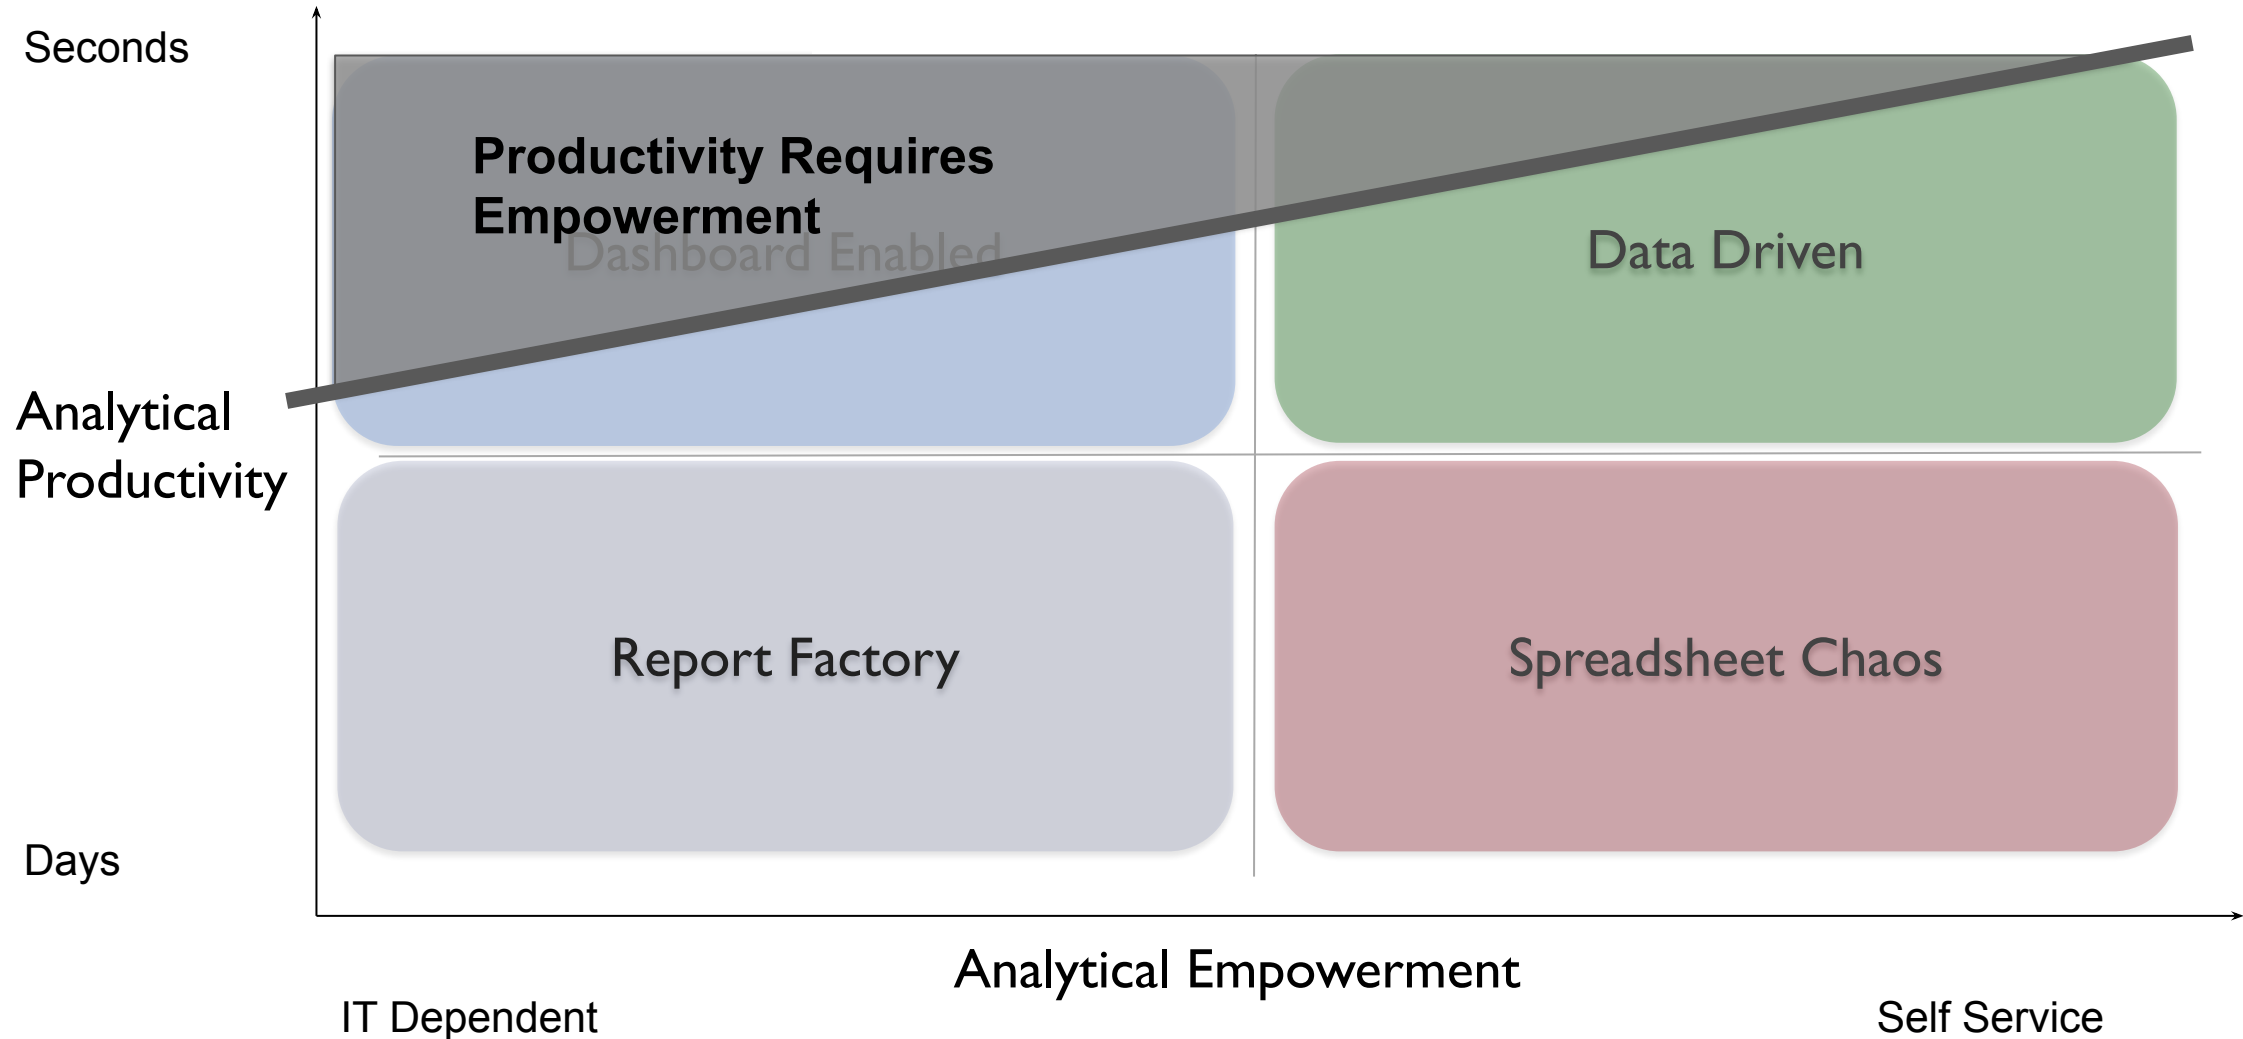 Seconds
Productivity Requires
Empowerment
Dashboard Enabled
Data Driven
Analytical
Productivity
Report Factory
Spreadsheet Chaos
Days
Analytical Empowerment
IT Dependent
Self Service